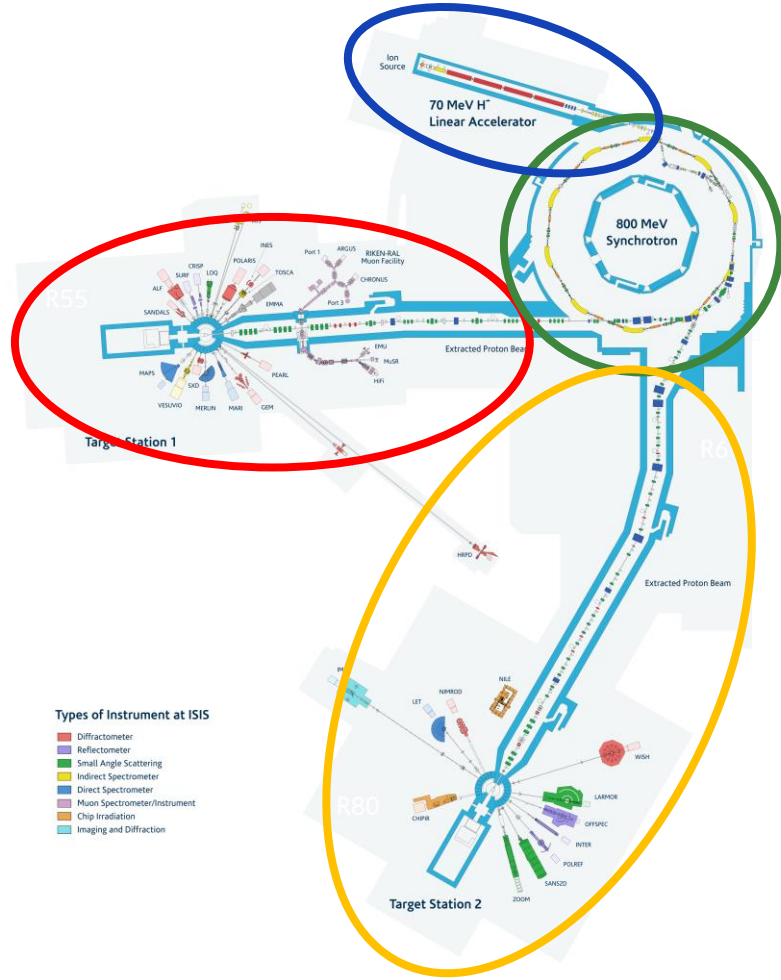 Ion
Source
70 MeV H⁻
Linear Accelerator
800 MeV
Synchrotron
R55
ALF
SANDALS
SURF
CRISP
LOQ
POLARIS
INES
TOSCA
EMMA
Port 1
ARGUS
RIKEN-RAL
Muon Facility
CHRONUS
Port 3
EMU
MuSR
HiFi
Extracted Proton Beam
MAPS
VESUVIO
SXD
MERLIN
MARI
GEM
PEARL
Target Station 1
HRPD
R6
Extracted Proton Beam
LET
NIMROD
NILE
WISH
LARMOR
OFFSPEC
INTER
POLREF
SANS2D
ZOOM
CHIPIR
R80
Target Station 2
Types of Instrument at ISIS
Diffractometer
Reflectometer
Small Angle Scattering
Indirect Spectrometer
Direct Spectrometer
Muon Spectrometer/Instrument
Chip Irradiation
Imaging and Diffraction